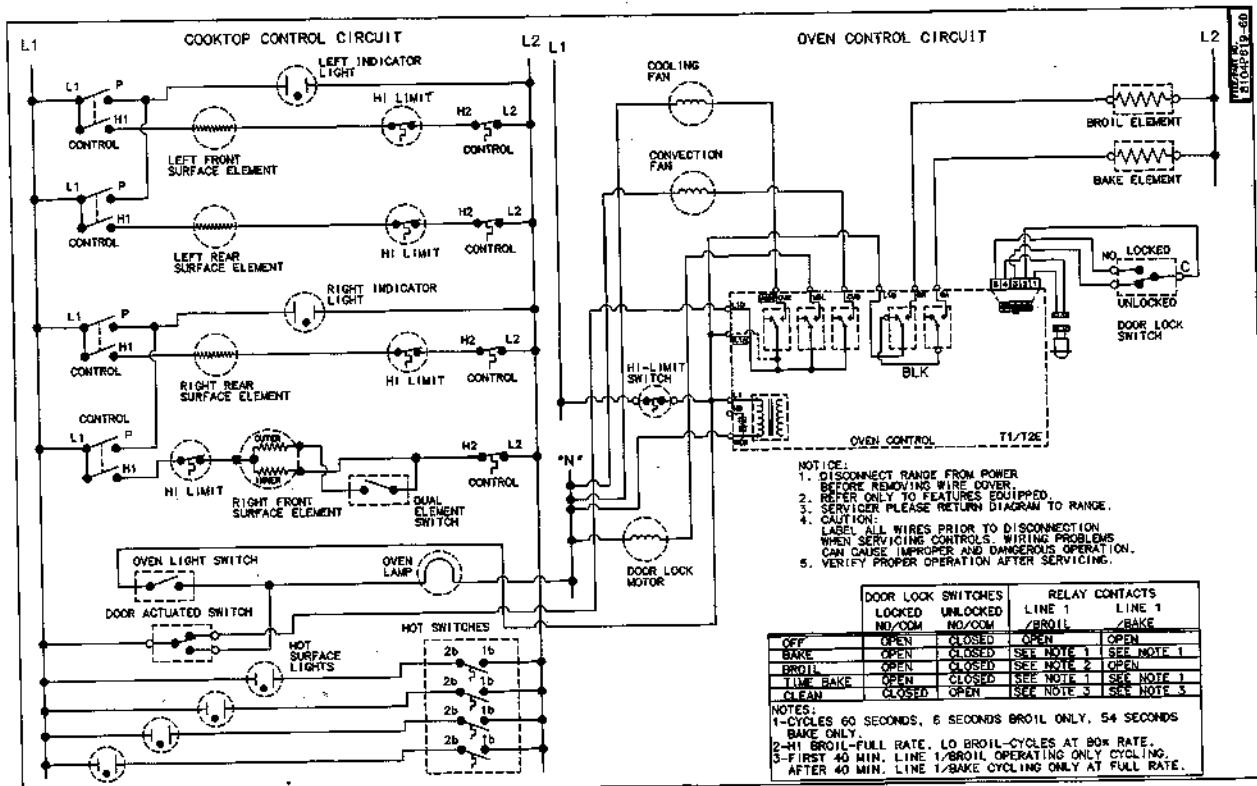 COOKTOP CONTROL CIRCUIT
OVEN CONTROL CIRCUIT
8104P819-60
L1
L2
L1
L2
LEFT INDICATOR
LIGHT
L1
P
H1
CONTROL
LEFT FRONT
SURFACE ELEMENT
HI LIMIT
H2
L2
CONTROL
L1
P
H1
CONTROL
LEFT REAR
SURFACE ELEMENT
HI LIMIT
H2
L2
CONTROL
RIGHT INDICATOR
LIGHT
L1
P
H1
CONTROL
RIGHT REAR
SURFACE ELEMENT
HI LIMIT
H2
L2
CONTROL
CONTROL
L1
P
H1
HI LIMIT
OUTER
INNER
RIGHT FRONT
SURFACE ELEMENT
DUAL
ELEMENT
SWITCH
H2
L2
CONTROL
OVEN LIGHT SWITCH
OVEN
LAMP
DOOR ACTUATED SWITCH
HOT
SURFACE
LIGHTS
HOT SWITCHES
2b
1b
2b
1b
2b
1b
2b
1b
COOLING
FAN
CONVECTION
FAN
BROIL ELEMENT
BAKE ELEMENT
NO
LOCKED
C
UNLOCKED
DOOR LOCK
SWITCH
5 4 3 2 1
BLK
HI-LIMIT
SWITCH
OVEN CONTROL
T1/T2E
"N"
DOOR LOCK
MOTOR
NOTICE:
1. DISCONNECT RANGE FROM POWER
BEFORE REMOVING WIRE COVER.
2. REFER ONLY TO FEATURES EQUIPPED.
3. SERVICER PLEASE RETURN DIAGRAM TO RANGE.
4. CAUTION:
LABEL ALL WIRES PRIOR TO DISCONNECTION
WHEN SERVICING CONTROLS. WIRING PROBLEMS
CAN CAUSE IMPROPER AND DANGEROUS OPERATION.
5. VERIFY PROPER OPERATION AFTER SERVICING.
DOOR LOCK SWITCHES RELAY CONTACTS
LOCKED UNLOCKED LINE 1 LINE 1
NO/COM NO/COM /BROIL /BAKE
OFF OPEN CLOSED OPEN OPEN
BAKE OPEN CLOSED SEE NOTE 1 SEE NOTE 1
BROIL OPEN CLOSED SEE NOTE 2 OPEN
TIME BAKE OPEN CLOSED SEE NOTE 1 SEE NOTE 1
CLEAN CLOSED OPEN SEE NOTE 3 SEE NOTE 3
NOTES:
1-CYCLES 60 SECONDS, 6 SECONDS BROIL ONLY, 54 SECONDS
BAKE ONLY.
2-HI BROIL-FULL RATE. LO BROIL-CYCLES AT 80% RATE.
3-FIRST 40 MIN. LINE 1/BROIL OPERATING ONLY CYCLING.
AFTER 40 MIN. LINE 1/BAKE CYCLING ONLY AT FULL RATE.